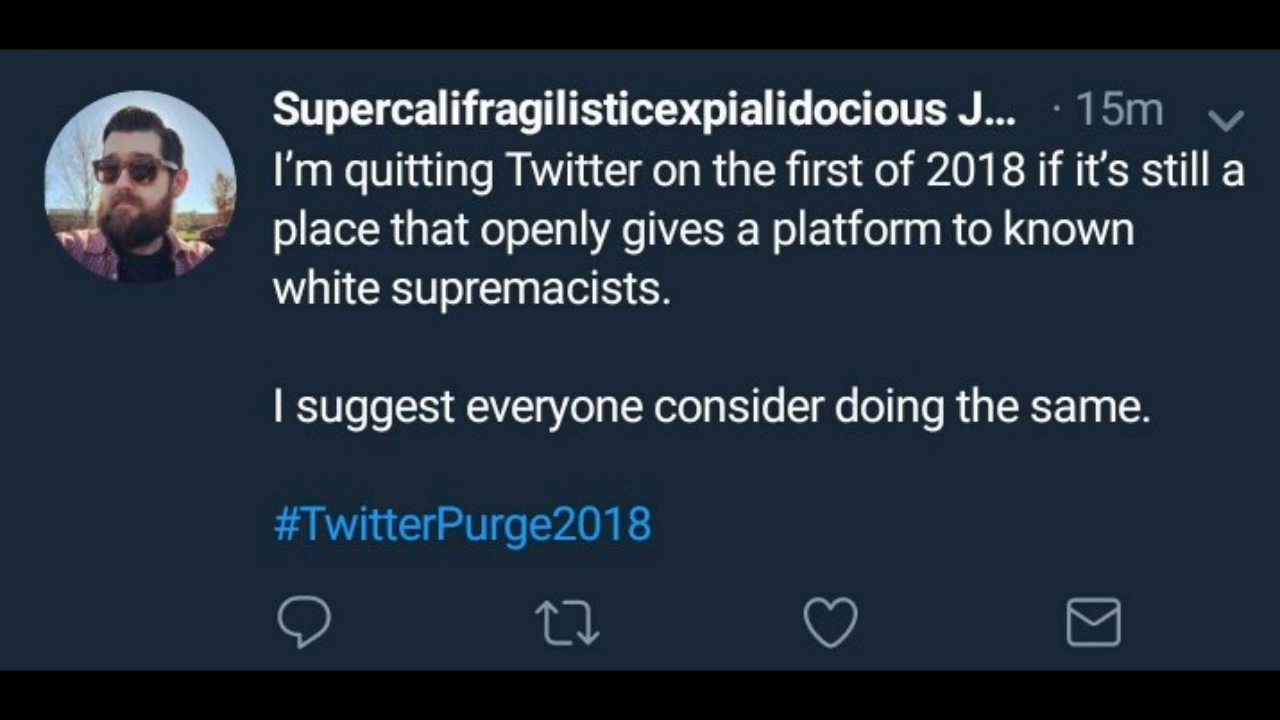 Supercalifragilisticexpialidocious J... · 15m
I’m quitting Twitter on the first of 2018 if it’s still a
place that openly gives a platform to known
white supremacists.
I suggest everyone consider doing the same.
#TwitterPurge2018